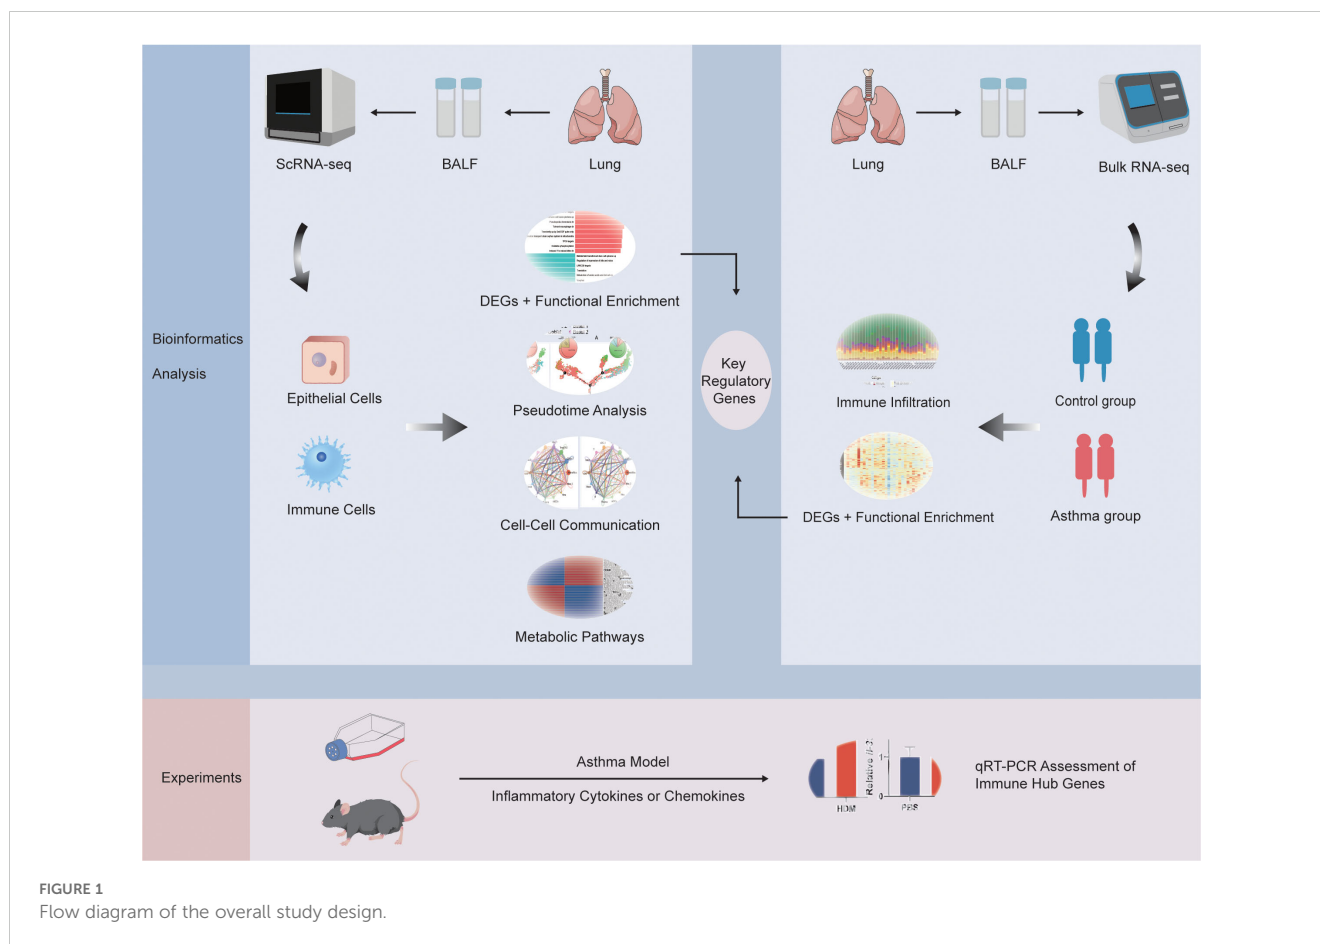 ScRNA-seq
BALF
Lung
Lung
BALF
Bulk RNA-seq
DEGs + Functional Enrichment
Bioinformatics
Analysis
Epithelial Cells
Immune Cells
Pseudotime Analysis
Cell-Cell Communication
Metabolic Pathways
Key
Regulatory
Genes
Immune Infiltration
DEGs + Functional Enrichment
Control group
Asthma group
Experiments
Asthma Model
Inflammatory Cytokines or Chemokines
HDM
Relative
1
0
PBS
qRT-PCR Assessment of
Immune Hub Genes
FIGURE 1
Flow diagram of the overall study design.